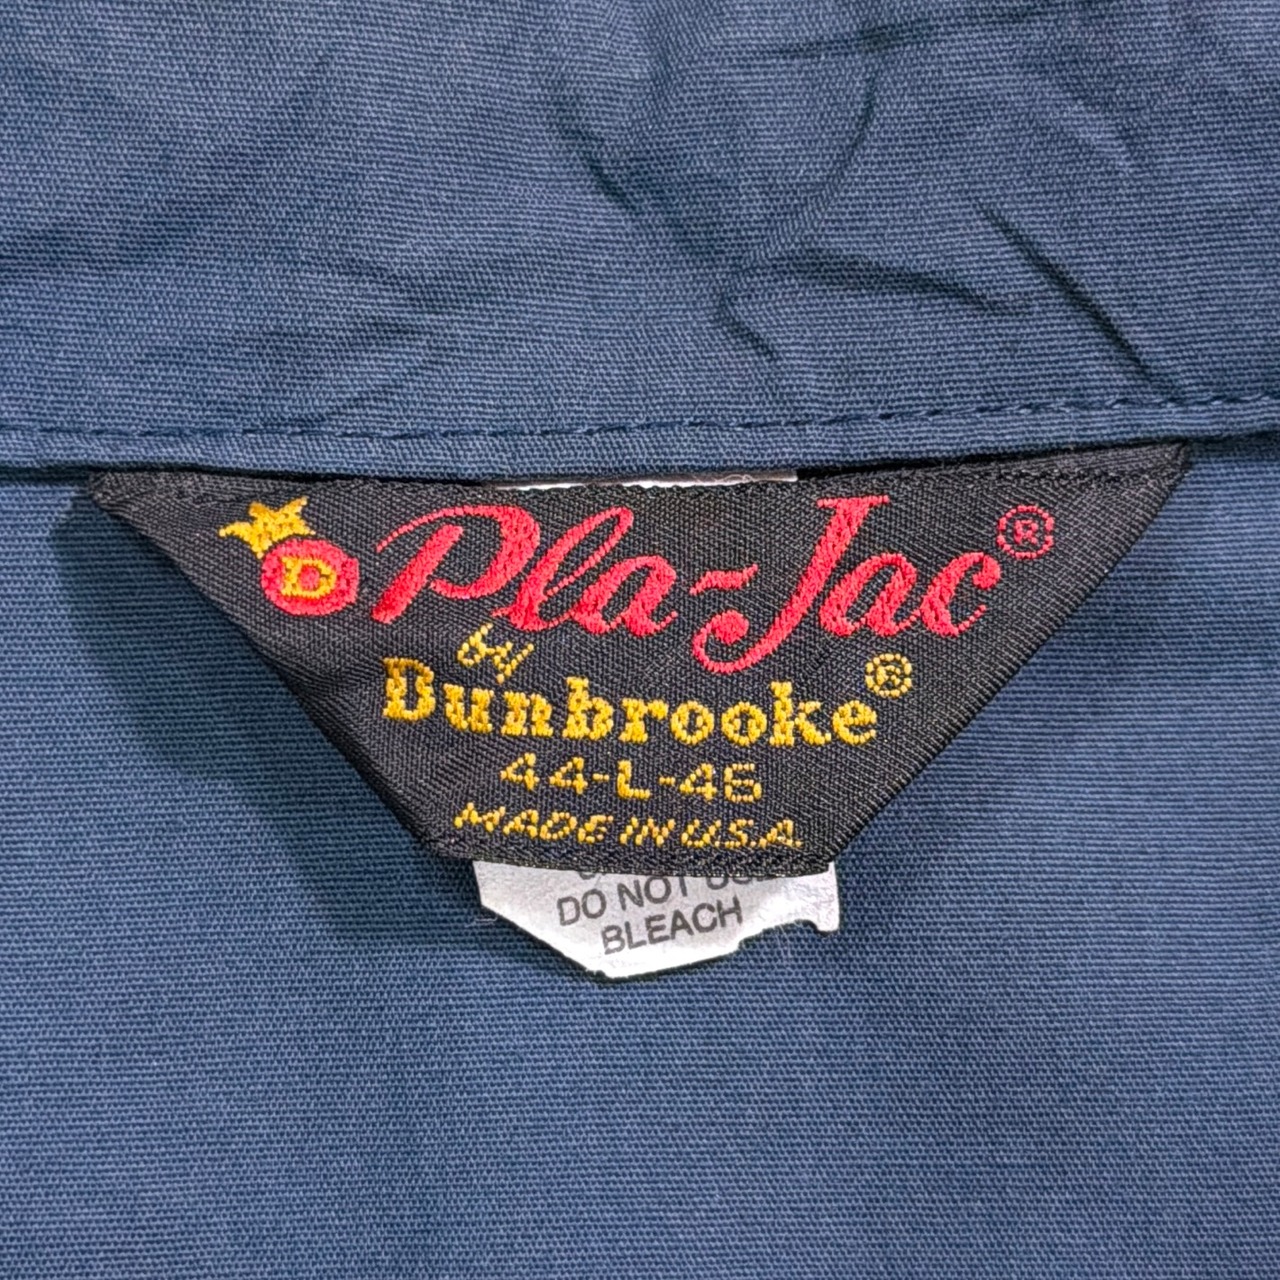 D
Pla-Jac®
by
Dunbrooke®
44-L-46
MADE IN U.S.A.
DO NOT
BLEACH